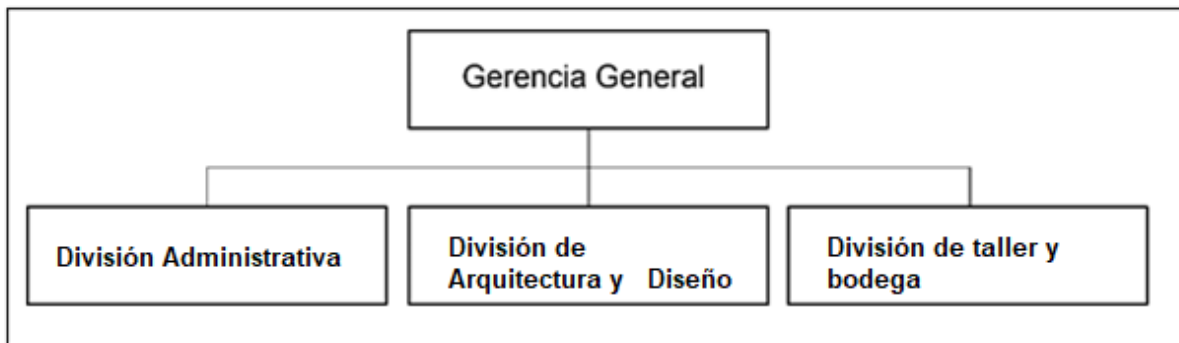 Gerencia General
División Administrativa
División de
Arquitectura y Diseño
División de taller y
bodega